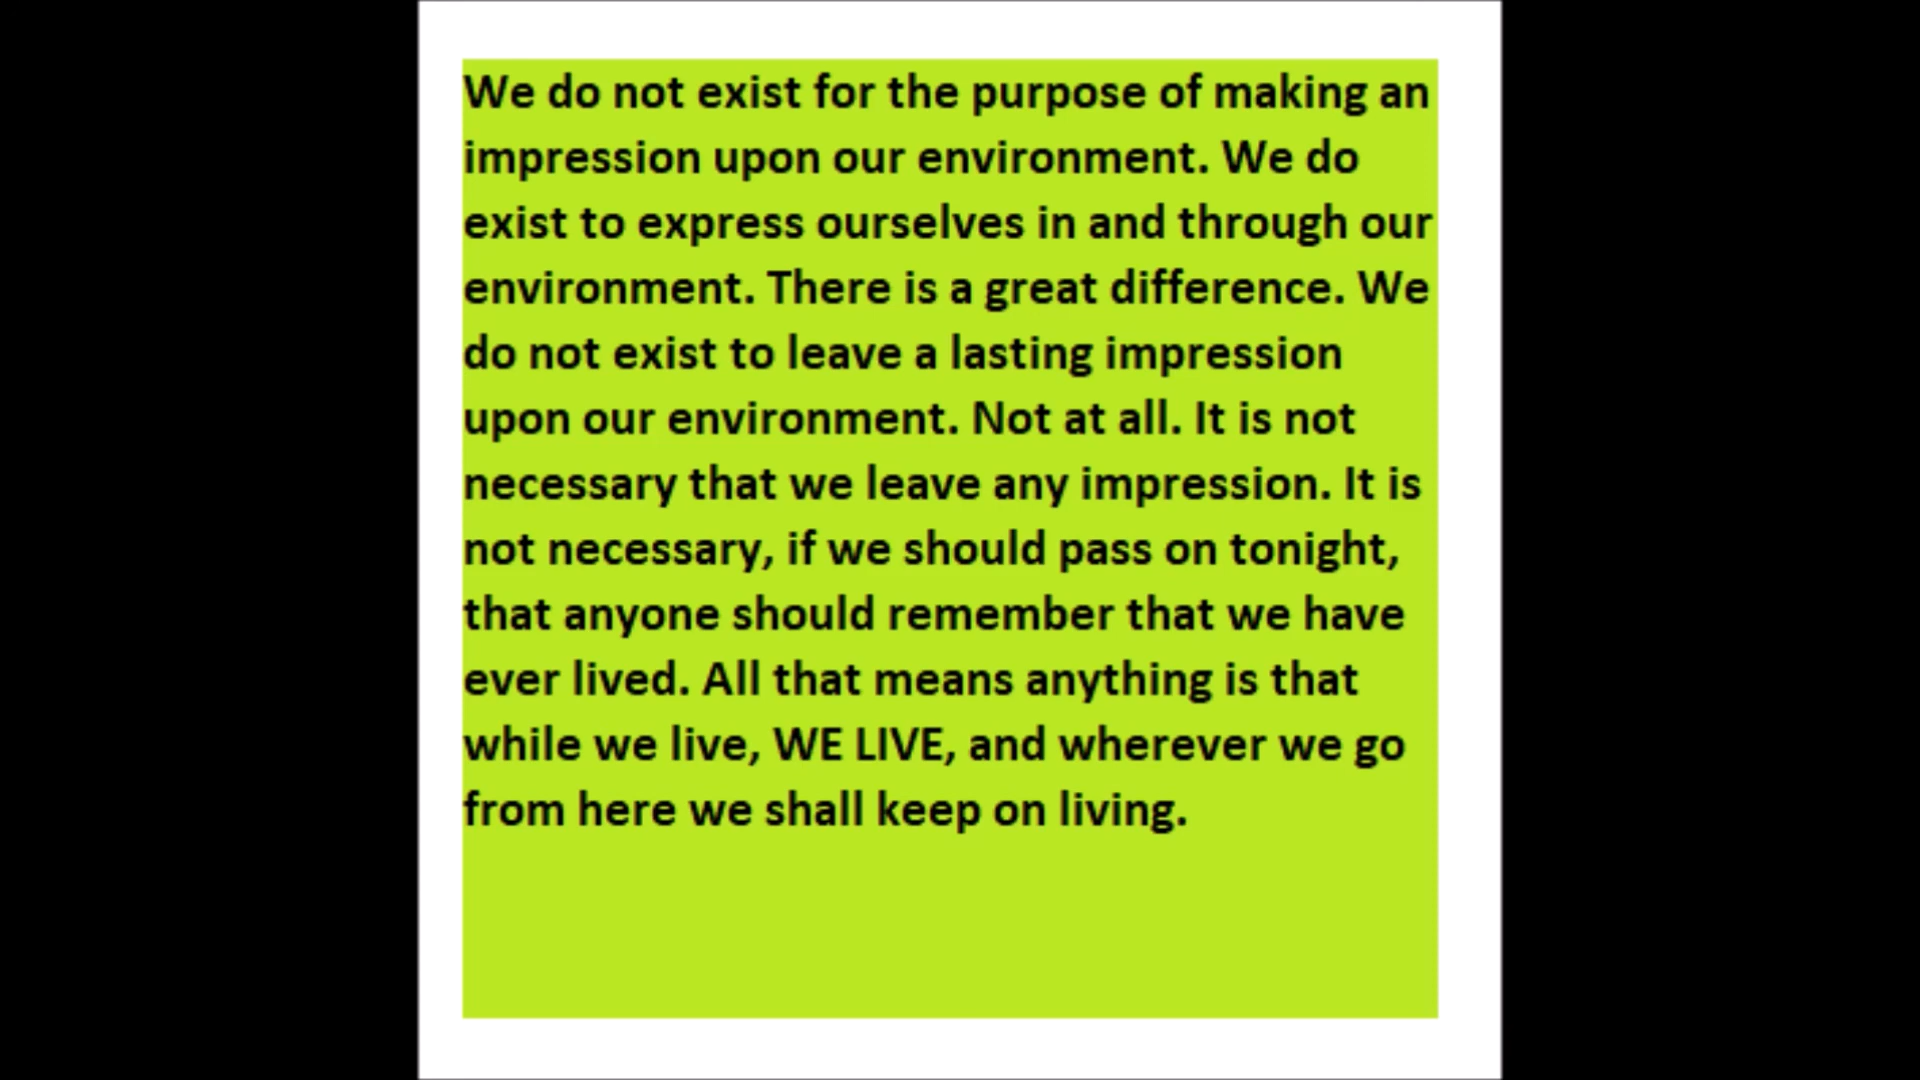 We do not exist for the purpose of making an
impression upon our environment. We do
exist to express ourselves in and through our
environment. There is a great difference. We
do not exist to leave a lasting impression
upon our environment. Not at all. It is not
necessary that we leave any impression. It is
not necessary, if we should pass on tonight,
that anyone should remember that we have
ever lived. All that means anything is that
while we live, WE LIVE, and wherever we go
from here we shall keep on living.